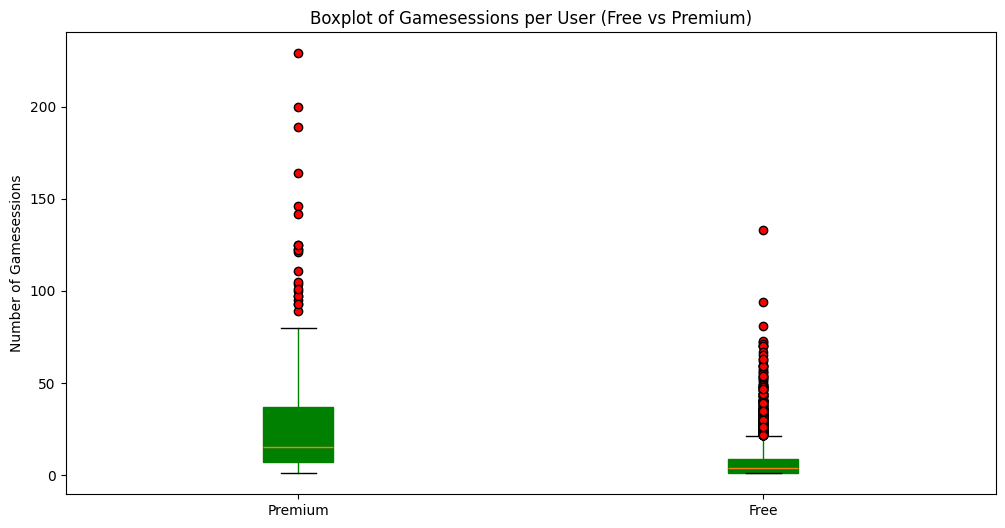 Boxplot of Gamesessions per User (Free vs Premium)
Number of Gamesessions
200
150
100
50
0
Premium
Free